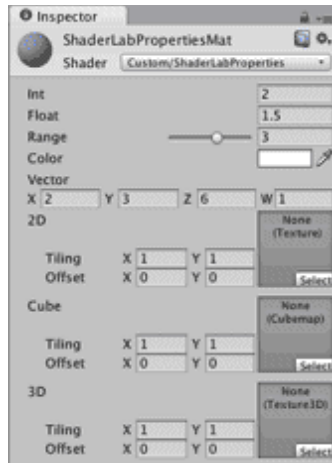 Inspector
ShaderLabPropertiesMat
Shader Custom/ShaderLabProperties
Int 2
Float 1.5
Range 3
Color
Vector
X 2 Y 3 Z 6 W 1
2D None
(Texture)
Tiling X 1 Y 1
Offset X 0 Y 0 Select
Cube None
(Cubemap)
Tiling X 1 Y 1
Offset X 0 Y 0 Select
3D None
(Texture3D)
Tiling X 1 Y 1
Offset X 0 Y 0 Select